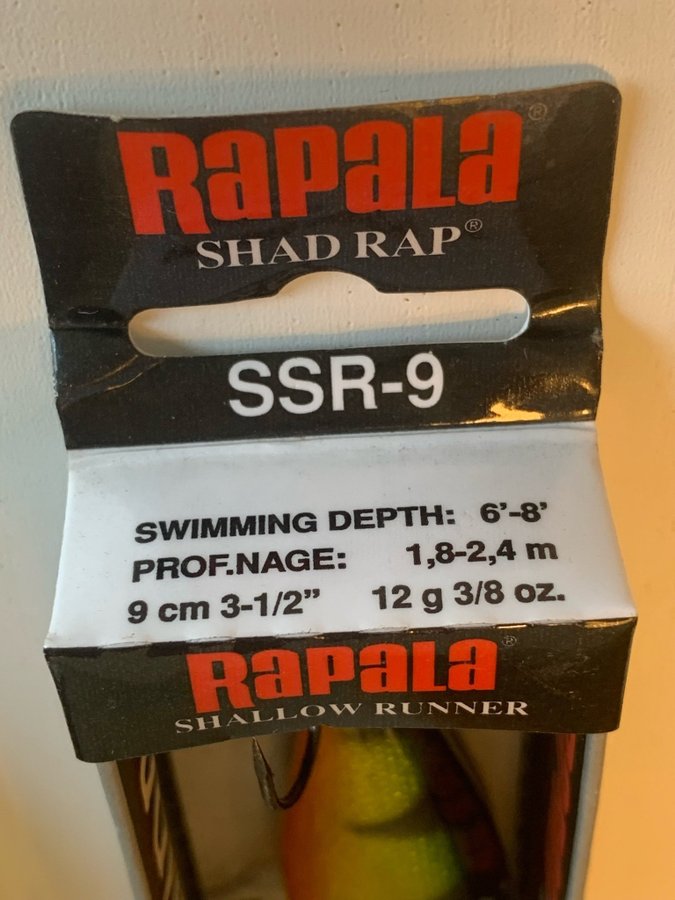 RAPALA®
SHAD RAP®
SSR-9
SWIMMING DEPTH: 6'-8'
PROF.NAGE: 1,8-2,4 m
9 cm 3-1/2” 12 g 3/8 oz.
RAPALA®
SHALLOW RUNNER